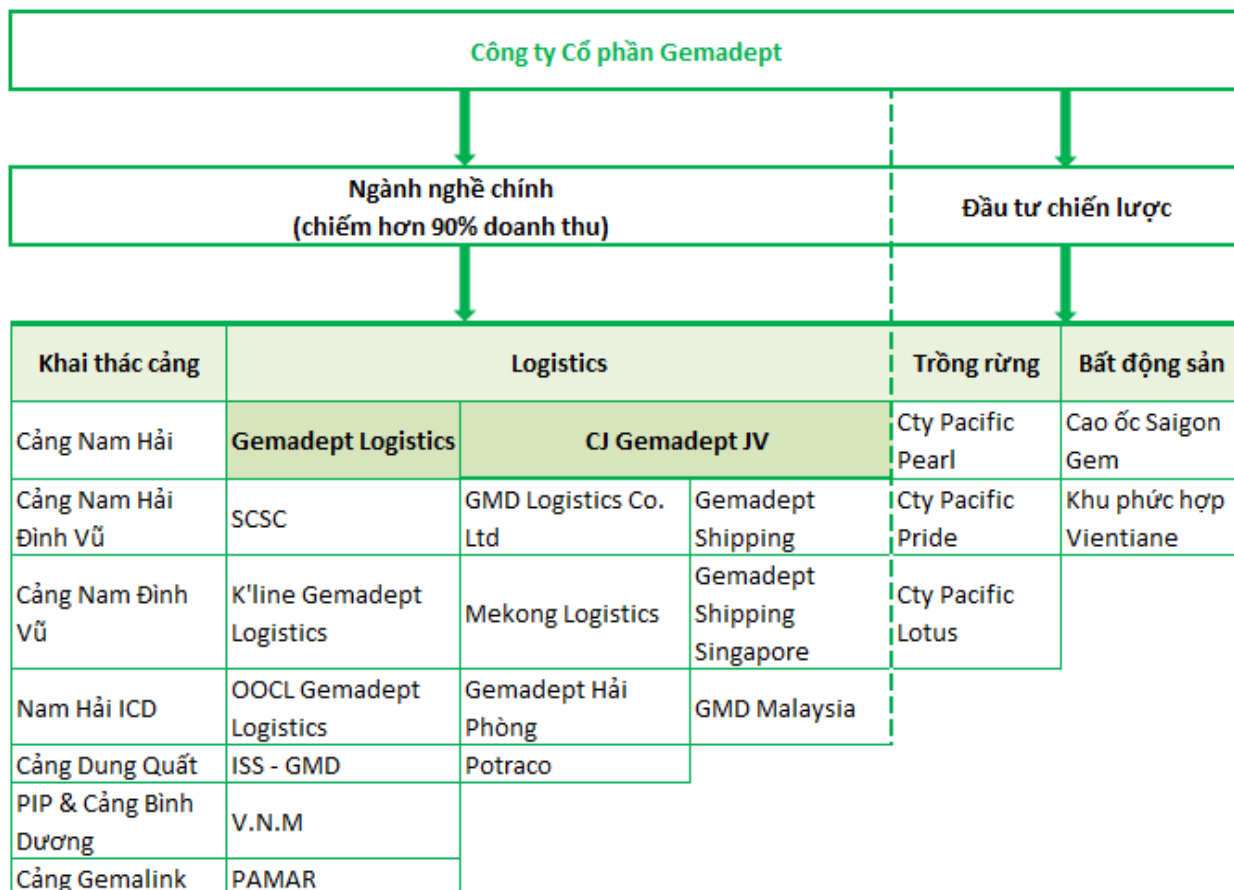 Công ty Cổ phần Gemadept
Ngành nghề chính
(chiếm hơn 90% doanh thu)
Đầu tư chiến lược
Khai thác cảng
Logistics
Trồng rừng
Bất động sản
Cảng Nam Hải
Gemadept Logistics
CJ Gemadept JV
Cty Pacific
Pearl
Cao ốc Saigon
Gem
Cảng Nam Hải
Đình Vũ
SCSC
GMD Logistics Co.
Ltd
Gemadept
Shipping
Cty Pacific
Pride
Khu phức hợp
Vientiane
Cảng Nam Đình
Vũ
K'line Gemadept
Logistics
Mekong Logistics
Gemadept
Shipping
Singapore
Cty Pacific
Lotus
Nam Hải ICD
OOCL Gemadept
Logistics
Gemadept Hải
Phòng
GMD Malaysia
Cảng Dung Quất
ISS - GMD
Potraco
PIP & Cảng Bình
Dương
V.N.M
Cảng Gemalink
PAMAR